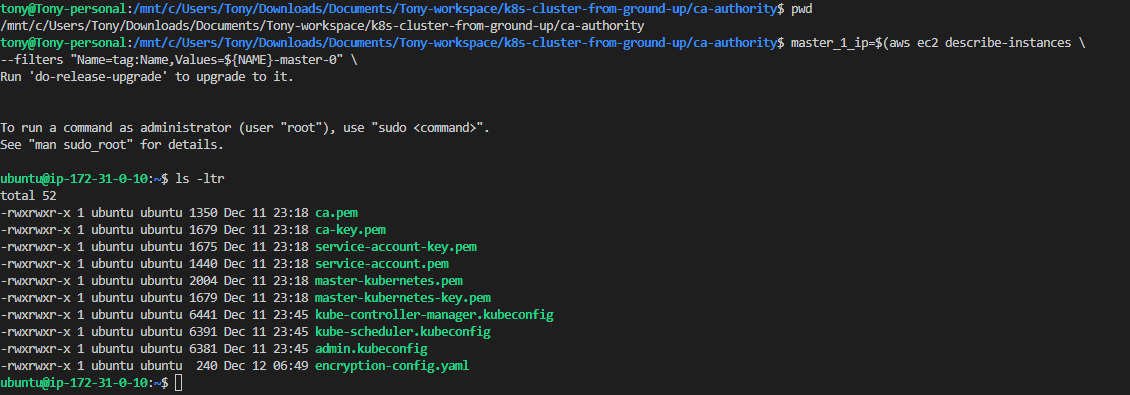 tony@Tony-personal:/mnt/c/Users/Tony/Downloads/Documents/Tony-workspace/k8s-cluster-from-ground-up/ca-authority$ pwd
/mnt/c/Users/Tony/Downloads/Documents/Tony-workspace/k8s-cluster-from-ground-up/ca-authority
tony@Tony-personal:/mnt/c/Users/Tony/Downloads/Documents/Tony-workspace/k8s-cluster-from-ground-up/ca-authority$ master_1_ip=$(aws ec2 describe-instances \
--filters "Name=tag:Name,Values=${NAME}-master-0" \
Run 'do-release-upgrade' to upgrade to it.
To run a command as administrator (user "root"), use "sudo <command>".
See "man sudo_root" for details.
ubuntu@ip-172-31-0-10:~$ ls -ltr
total 52
-rwxrwxr-x 1 ubuntu ubuntu 1350 Dec 11 23:18 ca.pem
-rwxrwxr-x 1 ubuntu ubuntu 1679 Dec 11 23:18 ca-key.pem
-rwxrwxr-x 1 ubuntu ubuntu 1675 Dec 11 23:18 service-account-key.pem
-rwxrwxr-x 1 ubuntu ubuntu 1440 Dec 11 23:18 service-account.pem
-rwxrwxr-x 1 ubuntu ubuntu 2004 Dec 11 23:18 master-kubernetes.pem
-rwxrwxr-x 1 ubuntu ubuntu 1679 Dec 11 23:18 master-kubernetes-key.pem
-rwxrwxr-x 1 ubuntu ubuntu 6441 Dec 11 23:45 kube-controller-manager.kubeconfig
-rwxrwxr-x 1 ubuntu ubuntu 6391 Dec 11 23:45 kube-scheduler.kubeconfig
-rwxrwxr-x 1 ubuntu ubuntu 6381 Dec 11 23:45 admin.kubeconfig
-rwxrwxr-x 1 ubuntu ubuntu  240 Dec 12 06:49 encryption-config.yaml
ubuntu@ip-172-31-0-10:~$